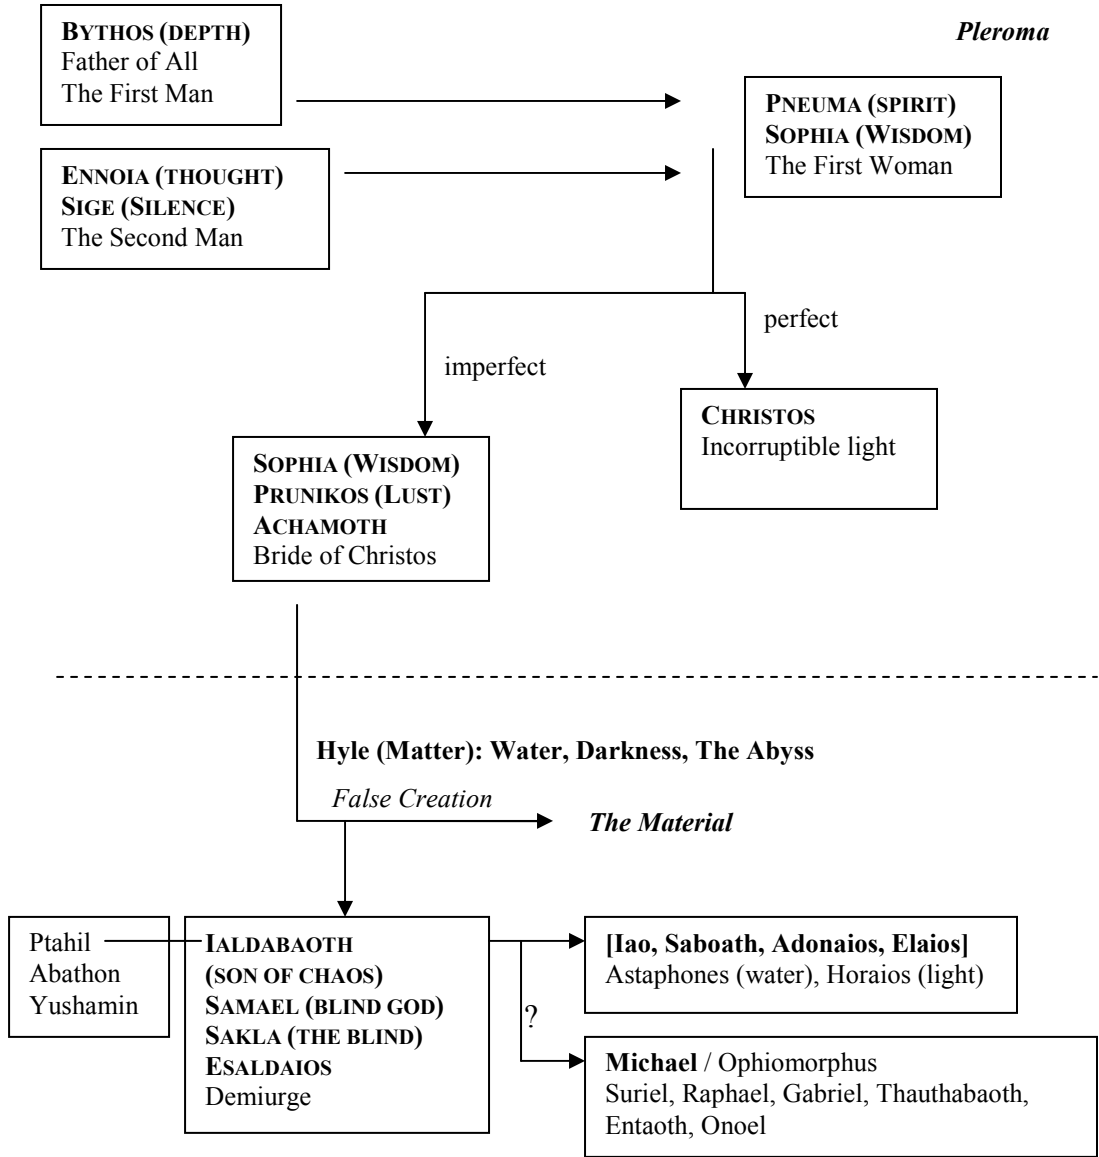 BYTHOS (DEPTH)
Father of All
The First Man
Pleroma
PNEUMA (SPIRIT)
SOPHIA (WISDOM)
The First Woman
ENNOIA (THOUGHT)
SIGE (SILENCE)
The Second Man
perfect
imperfect
CHRISTOS
Incorruptible light
SOPHIA (WISDOM)
PRUNIKOS (LUST)
ACHAMOTH
Bride of Christos
Hyle (Matter): Water, Darkness, The Abyss
False Creation
The Material
Ptahil
Abathon
Yushamin
IALDABAOTH
(SON OF CHAOS)
SAMAEL (BLIND GOD)
SAKLA (THE BLIND)
ESALDAIOS
Demiurge
?
[Iao, Saboath, Adonaios, Elaios]
Astaphones (water), Horaios (light)
Michael / Ophiomorphus
Suriel, Raphael, Gabriel, Thauthabaoth,
Entaoth, Onoel